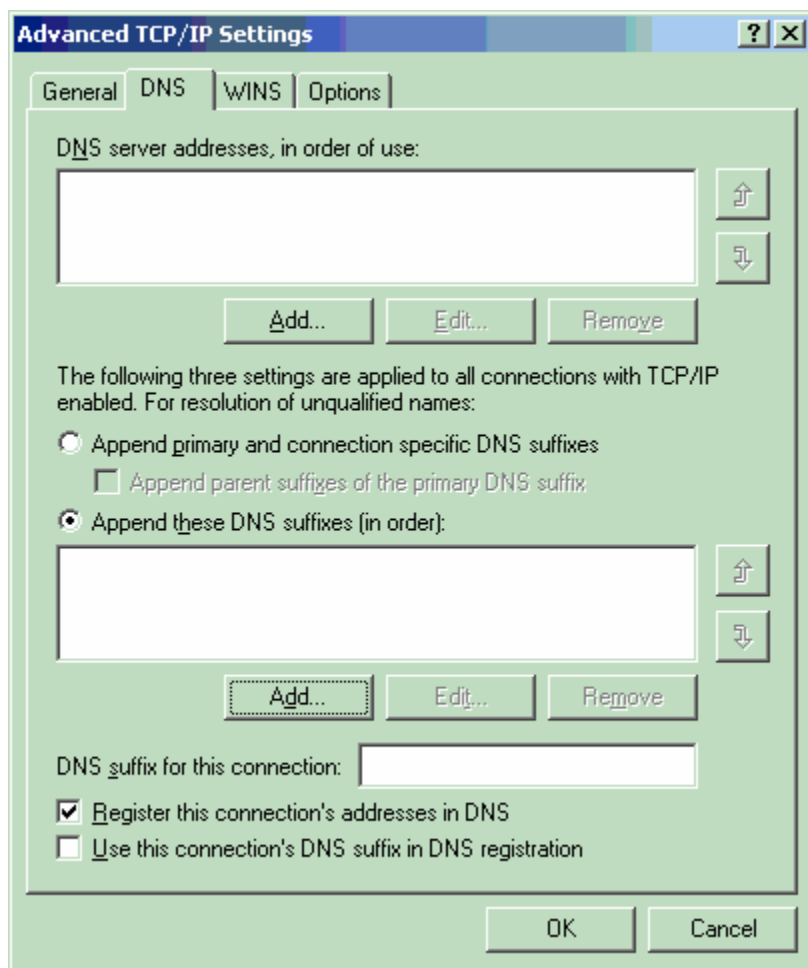 Advanced TCP/IP Settings
General DNS WINS Options
DNS server addresses, in order of use:
Add... Edit... Remove
The following three settings are applied to all connections with TCP/IP
enabled. For resolution of unqualified names:
Append primary and connection specific DNS suffixes
Append parent suffixes of the primary DNS suffix
Append these DNS suffixes (in order):
Add... Edit... Remove
DNS suffix for this connection:
Register this connection's addresses in DNS
Use this connection's DNS suffix in DNS registration
OK Cancel